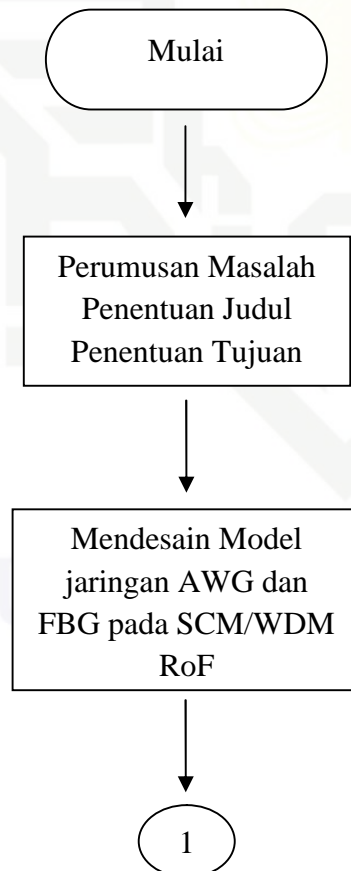 Mulai
Perumusan Masalah
Penentuan Judul
Penentuan Tujuan
Mendesain Model
jaringan AWG dan
FBG pada SCM/WDM
RoF
1